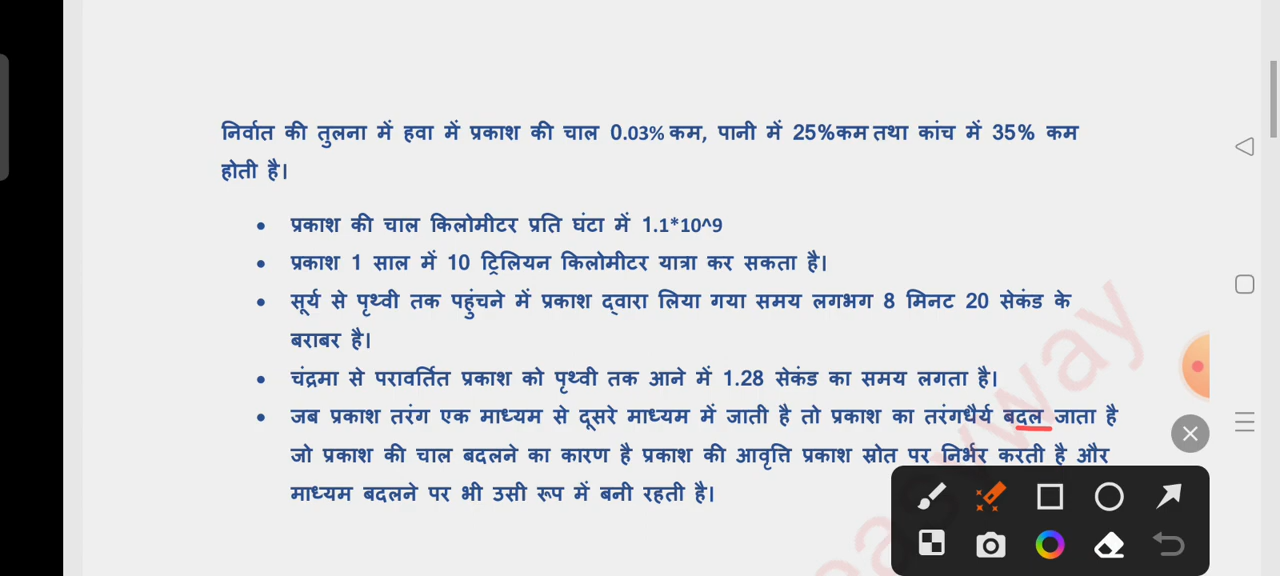 निर्वात की तुलना में हवा में प्रकाश की चाल 0.03% कम, पानी में 25%कम तथा कांच में 35% कम
होती है।
• प्रकाश की चाल किलोमीटर प्रति घंटा में 1.1*10^9
• प्रकाश 1 साल में 10 ट्रिलियन किलोमीटर यात्रा कर सकता है।
• सूर्य से पृथ्वी तक पहुंचने में प्रकाश द्वारा लिया गया समय लगभग 8 मिनट 20 सेकंड के
बराबर है।
• चंद्रमा से परावर्तित प्रकाश को पृथ्वी तक आने में 1.28 सेकंड का समय लगता है।
• जब प्रकाश तरंग एक माध्यम से दूसरे माध्यम में जाती है तो प्रकाश का तरंगधैर्य बदल जाता है
जो प्रकाश की चाल बदलने का कारण है प्रकाश की आवृत्ति प्रकाश स्रोत पर निर्भर करती है और
माध्यम बदलने पर भी उसी रूप में बनी रहती है।